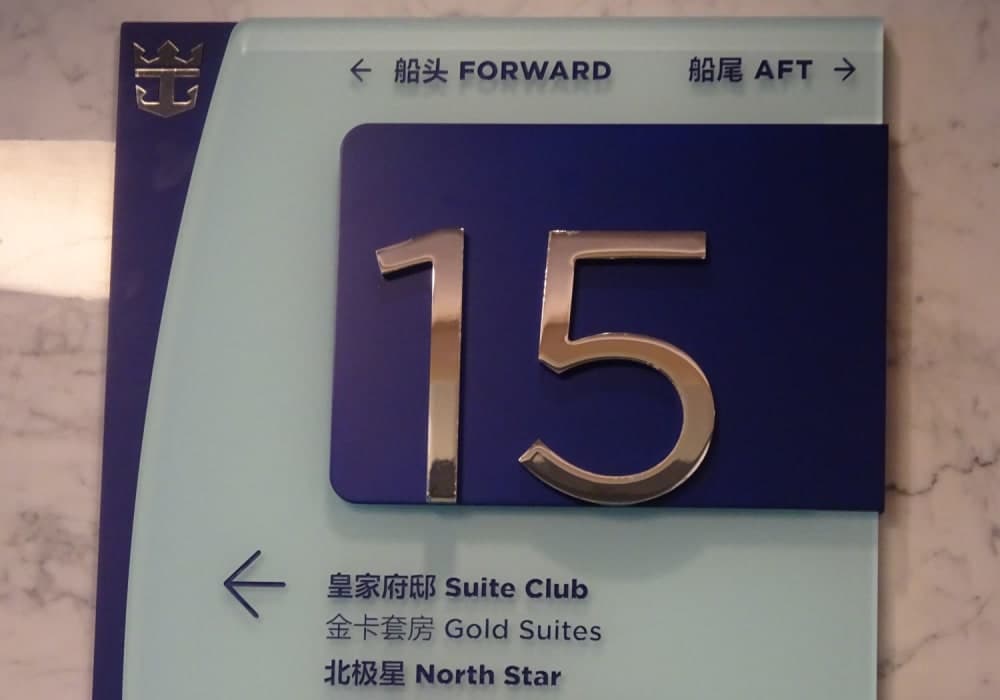 ← 船头 FORWARD 船尾 AFT →
15
← 皇家府邸 Suite Club
金卡套房 Gold Suites
北极星 North Star